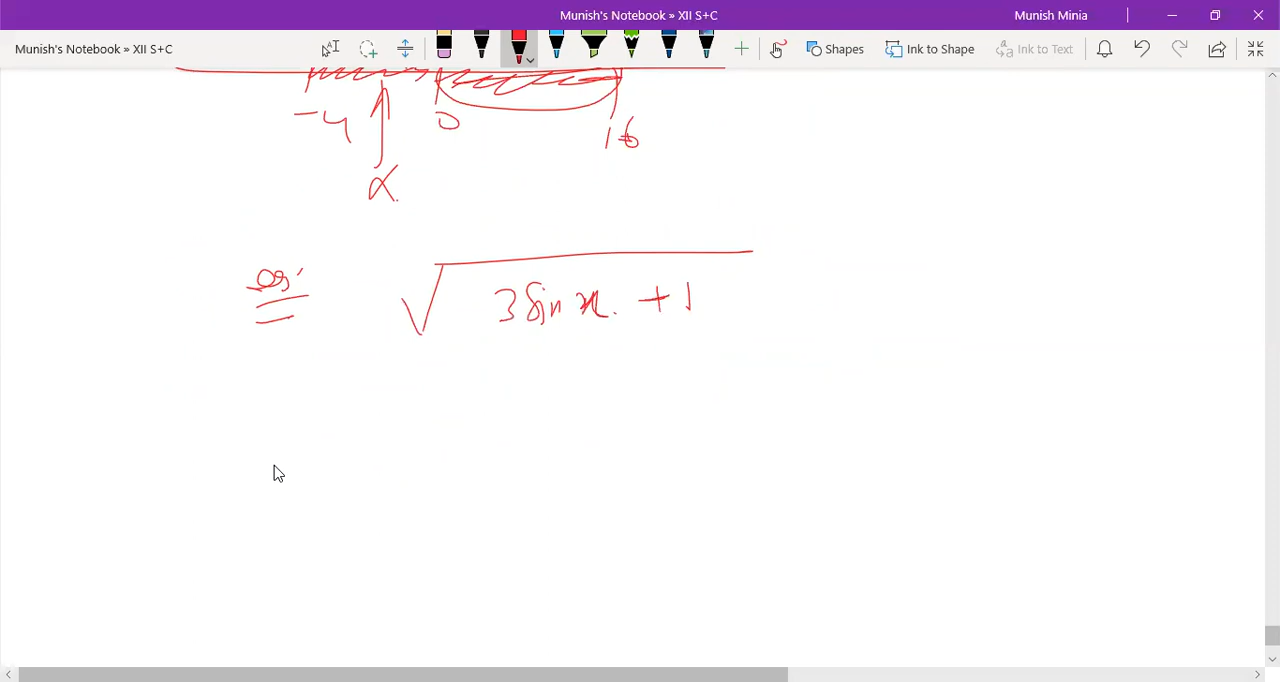 Munish's Notebook » XII S+C
Munish Minia
Munish's Notebook » XII S+C
Shapes
Ink to Shape
Ink to Text
-4
0
16
α
√(3 sin x + 1)